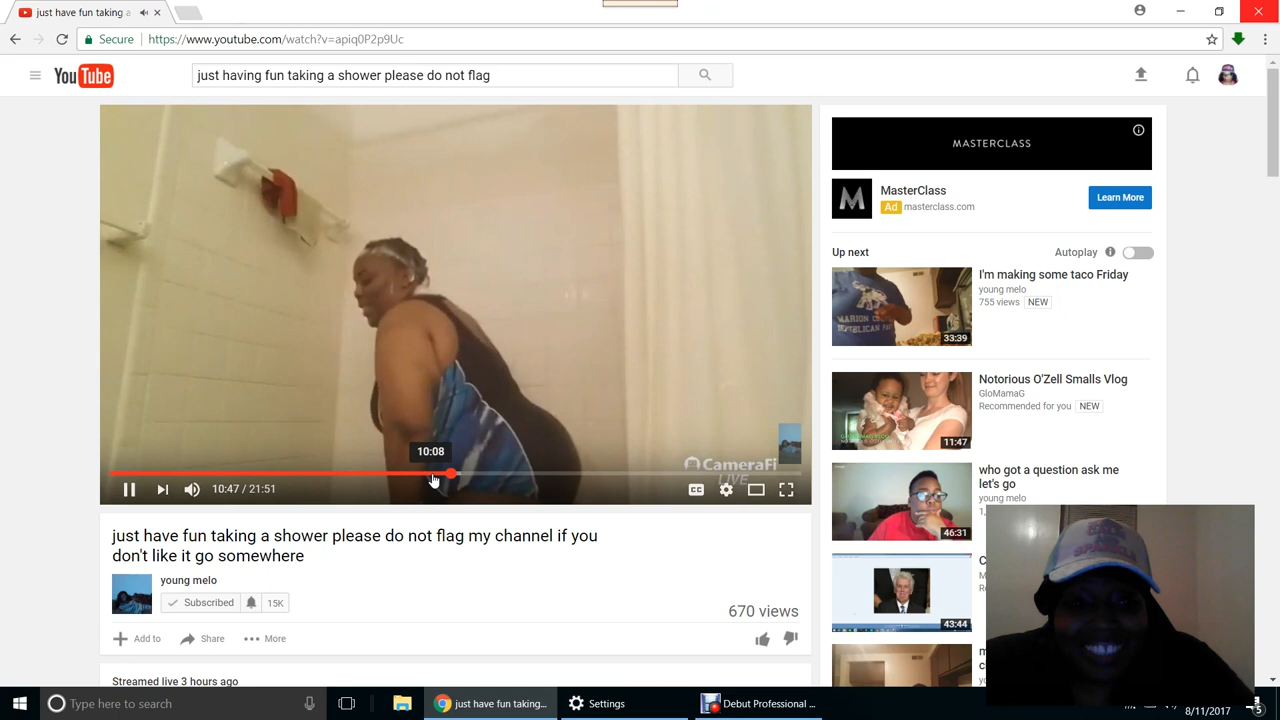 just have fun taking a
Secure
https://www.youtube.com/watch?v=apiq0P2p9Uc
YouTube
just having fun taking a shower please do not flag
MASTERCLASS
MasterClass
Ad masterclass.com
Learn More
Up next
Autoplay
I'm making some taco Friday
young melo
755 views NEW
33:39
Notorious O'Zell Smalls Vlog
GloMamaG
Recommended for you NEW
11:47
who got a question ask me
let's go
young melo
46:31
43:44
10:08
CameraFi
LIVE
10:47 / 21:51
CC
just have fun taking a shower please do not flag my channel if you
don't like it go somewhere
young melo
Subscribed 15K
670 views
Add to Share More
Streamed live 3 hours ago
Type here to search
just have fun taking...
Settings
Debut Professional ...
8/11/2017
5